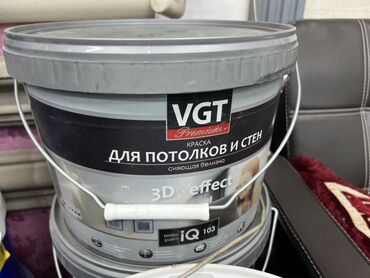 VGT
Premium
КРАСКА
ДЛЯ ПОТОЛКОВ И СТЕН
сияющая белизна
3D effect
iQ 103